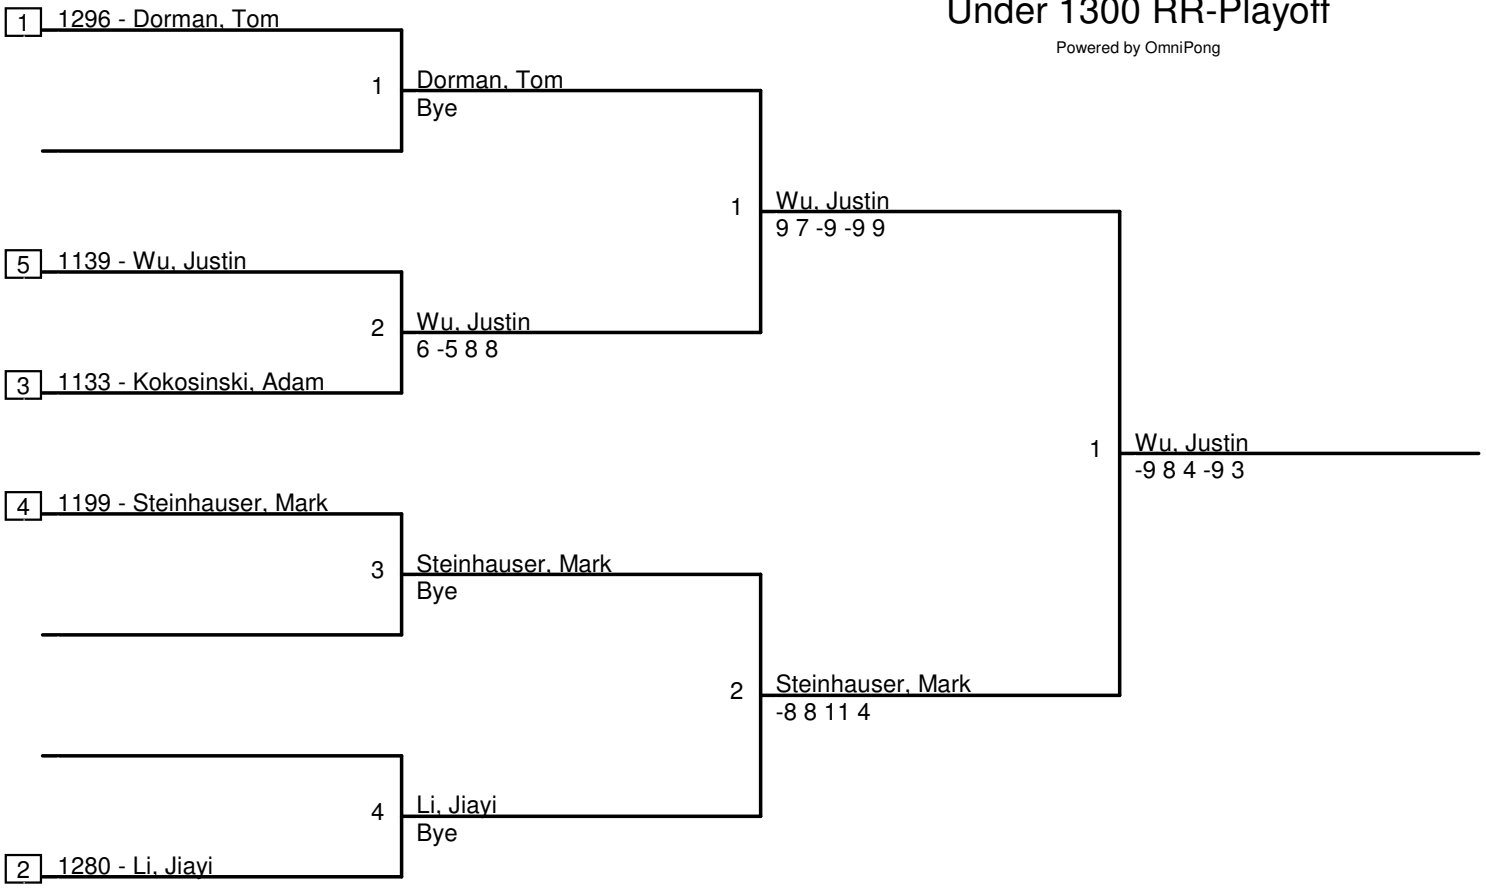 Under 1300 RR-Playoff
Powered by OmniPong
1 1296 - Dorman, Tom
1 Dorman, Tom
Bye
1 Wu, Justin
9 7 -9 -9 9
5 1139 - Wu, Justin
2 Wu, Justin
6 -5 8 8
3 1133 - Kokosinski, Adam
1 Wu, Justin
-9 8 4 -9 3
4 1199 - Steinhauser, Mark
3 Steinhauser, Mark
Bye
2 Steinhauser, Mark
-8 8 11 4
4 Li, Jiayi
Bye
2 1280 - Li, Jiayi